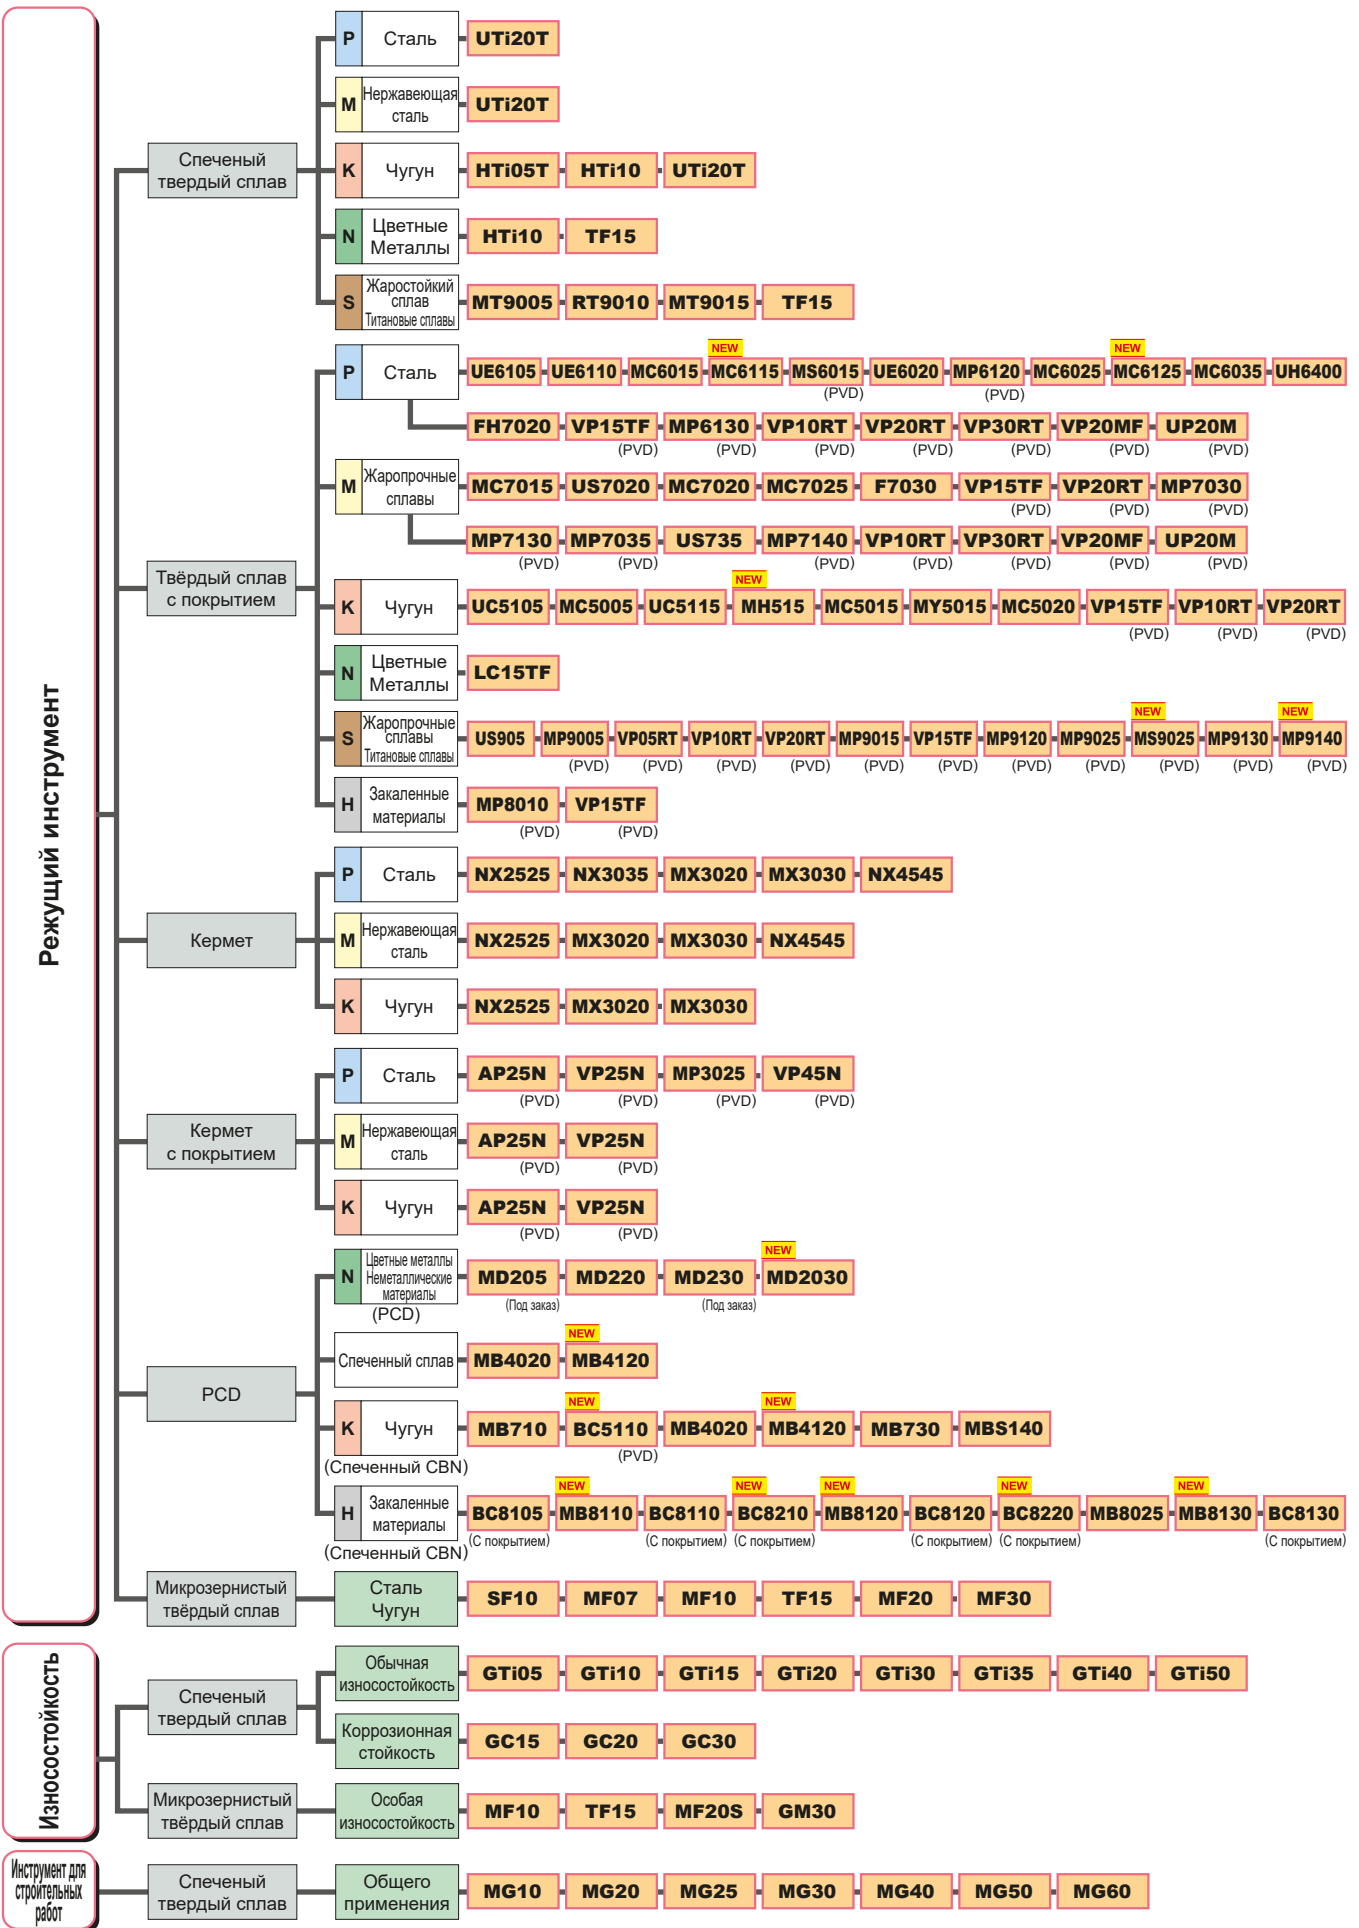 Режущий инструмент
Спеченый
твердый сплав
P
Сталь
UTi20T
M
Нержавеющая
сталь
UTi20T
K
Чугун
HTi05T
HTi10
UTi20T
N
Цветные
Металлы
HTi10
TF15
S
Жаростойкий
сплав
Титановые сплавы
MT9005
RT9010
MT9015
TF15
Твёрдый сплав
с покрытием
P
Сталь
NEW
NEW
UE6105
UE6110
MC6015
MC6115
MS6015
UE6020
MP6120
MC6025
MC6125
MC6035
UH6400
(PVD)
(PVD)
FH7020
VP15TF
MP6130
VP10RT
VP20RT
VP30RT
VP20MF
UP20M
(PVD)
(PVD)
(PVD)
(PVD)
(PVD)
(PVD)
(PVD)
M
Жаропрочные
сплавы
MC7015
US7020
MC7020
MC7025
F7030
VP15TF
VP20RT
MP7030
(PVD)
(PVD)
(PVD)
MP7130
MP7035
US735
MP7140
VP10RT
VP30RT
VP20MF
UP20M
(PVD)
(PVD)
(PVD)
(PVD)
(PVD)
(PVD)
(PVD)
K
Чугун
NEW
UC5105
MC5005
UC5115
MH515
MC5015
MY5015
MC5020
VP15TF
VP10RT
VP20RT
(PVD)
(PVD)
(PVD)
N
Цветные
Металлы
LC15TF
S
Жаропрочные
сплавы
Титановые сплавы
NEW
NEW
US905
MP9005
VP05RT
VP10RT
VP20RT
MP9015
VP15TF
MP9120
MP9025
MS9025
MP9130
MP9140
(PVD)
(PVD)
(PVD)
(PVD)
(PVD)
(PVD)
(PVD)
(PVD)
(PVD)
(PVD)
(PVD)
H
Закаленные
материалы
MP8010
VP15TF
(PVD)
(PVD)
Кермет
P
Сталь
NX2525
NX3035
MX3020
MX3030
NX4545
M
Нержавеющая
сталь
NX2525
MX3020
MX3030
NX4545
K
Чугун
NX2525
MX3020
MX3030
Кермет
с покрытием
P
Сталь
AP25N
VP25N
MP3025
VP45N
(PVD)
(PVD)
(PVD)
(PVD)
M
Нержавеющая
сталь
AP25N
VP25N
(PVD)
(PVD)
K
Чугун
AP25N
VP25N
(PVD)
(PVD)
PCD
N
Цветные металлы
Неметаллические
материалы
(PCD)
NEW
MD205
MD220
MD230
MD2030
(Под заказ)
(Под заказ)
Спеченный сплав
NEW
MB4020
MB4120
K
Чугун
(Спеченный CBN)
NEW
NEW
MB710
BC5110
MB4020
MB4120
MB730
MBS140
(PVD)
H
Закаленные
материалы
(Спеченный CBN)
NEW
NEW
NEW
NEW
NEW
BC8105
MB8110
BC8110
BC8210
MB8120
BC8120
BC8220
MB8025
MB8130
BC8130
(С покрытием)
(С покрытием)
(С покрытием)
(С покрытием)
(С покрытием)
(С покрытием)
Микрозернистый
твёрдый сплав
Сталь
Чугун
SF10
MF07
MF10
TF15
MF20
MF30
Износостойкость
Спеченый
твердый сплав
Обычная
износостойкость
GTi05
GTi10
GTi15
GTi20
GTi30
GTi35
GTi40
GTi50
Коррозионная
стойкость
GC15
GC20
GC30
Микрозернистый
твёрдый сплав
Особая
износостойкость
MF10
TF15
MF20S
GM30
Инструмент для
строительных
работ
Спеченый
твердый сплав
Общего
применения
MG10
MG20
MG25
MG30
MG40
MG50
MG60